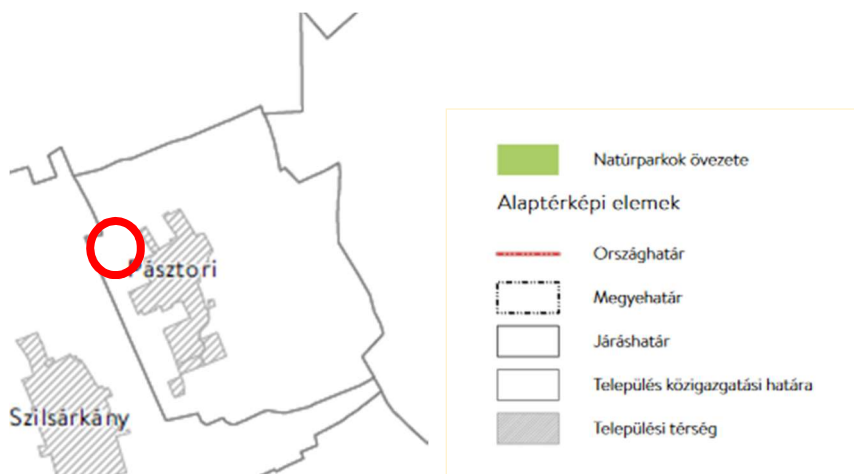 Pásztori
Szilsárkány
Natúrparkok övezete
Alaptérképi elemek
Országhatár
Megyehatár
Járáshatár
Település közigazgatási határa
Települési térség